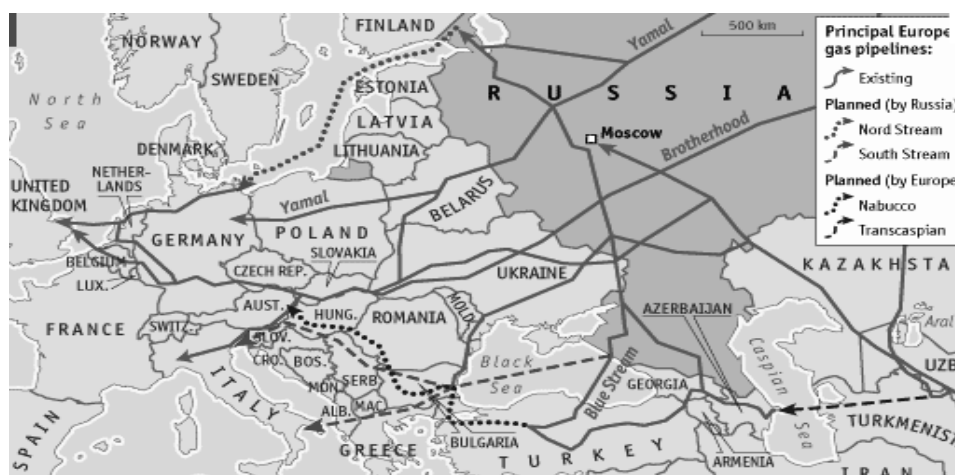 NORWAY
FINLAND
SWEDEN
ESTONIA
LATVIA
LITHUANIA
North
Sea
DENMARK
NETHER-
LANDS
UNITED
KINGDOM
GERMANY
POLAND
BELARUS
BELGIUM
LUX.
CZECH REP.
SLOVAKIA
UKRAINE
FRANCE
SWITZ.
AUST.
HUNG.
ROMANIA
MOLD.
SLOV.
CRO.
BOS.
SERB
MON.
MAC.
ALB.
ITALY
SPAIN
GREECE
BULGARIA
TURKEY
Black
Sea
Blue Stream
GEORGIA
AZERBAIJAN
ARMENIA
Caspian
Sea
TURKMENIST
IRAN
KAZAKHSTA
Aral
UZB
RUSSIA
Moscow
Yamal
Brotherhood
Yamal
500 km
Principal Europe
gas pipelines:
Existing
Planned (by Russia)
Nord Stream
South Stream
Planned (by Europe)
Nabucco
Transcaspian